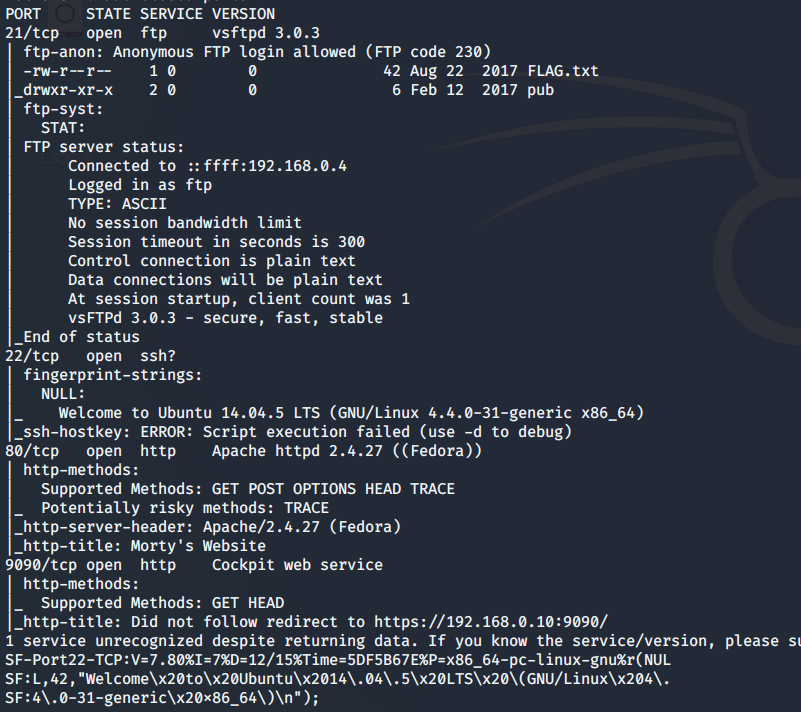 PORT     STATE SERVICE VERSION
21/tcp   open  ftp     vsftpd 3.0.3
| ftp-anon: Anonymous FTP login allowed (FTP code 230)
| -rw-r--r--    1 0        0              42 Aug 22  2017 FLAG.txt
|_drwxr-xr-x    2 0        0               6 Feb 12  2017 pub
| ftp-syst:
|   STAT:
| FTP server status:
|      Connected to ::ffff:192.168.0.4
|      Logged in as ftp
|      TYPE: ASCII
|      No session bandwidth limit
|      Session timeout in seconds is 300
|      Control connection is plain text
|      Data connections will be plain text
|      At session startup, client count was 1
|      vsFTPd 3.0.3 - secure, fast, stable
|_End of status
22/tcp   open  ssh?
| fingerprint-strings:
|   NULL:
|_    Welcome to Ubuntu 14.04.5 LTS (GNU/Linux 4.4.0-31-generic x86_64)
|_ssh-hostkey: ERROR: Script execution failed (use -d to debug)
80/tcp   open  http    Apache httpd 2.4.27 ((Fedora))
| http-methods:
|   Supported Methods: GET POST OPTIONS HEAD TRACE
|_  Potentially risky methods: TRACE
|_http-server-header: Apache/2.4.27 (Fedora)
|_http-title: Morty's Website
9090/tcp open  http    Cockpit web service
| http-methods:
|_  Supported Methods: GET HEAD
|_http-title: Did not follow redirect to https://192.168.0.10:9090/
1 service unrecognized despite returning data. If you know the service/version, please su
SF-Port22-TCP:V=7.80%I=7%D=12/15%Time=5DF5B67E%P=x86_64-pc-linux-gnu%r(NUL
SF:L,42,"Welcome\x20to\x20Ubuntu\x2014\.04\.5\x20LTS\x20\(GNU/Linux\x204\.
SF:4\.0-31-generic\x20x86_64\)\n");